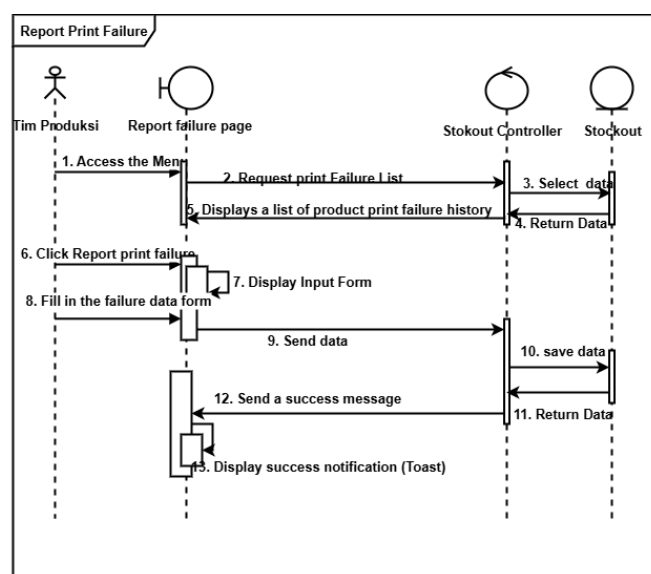 Report Print Failure
Tim Produksi
Report failure page
Stokout Controller
Stockout
1. Access the Menu
2. Request print Failure List
3. Select data
4. Return Data
5. Displays a list of product print failure history
6. Click Report print failure
7. Display Input Form
8. Fill in the failure data form
9. Send data
10. save data
11. Return Data
12. Send a success message
13. Display success notification (Toast)